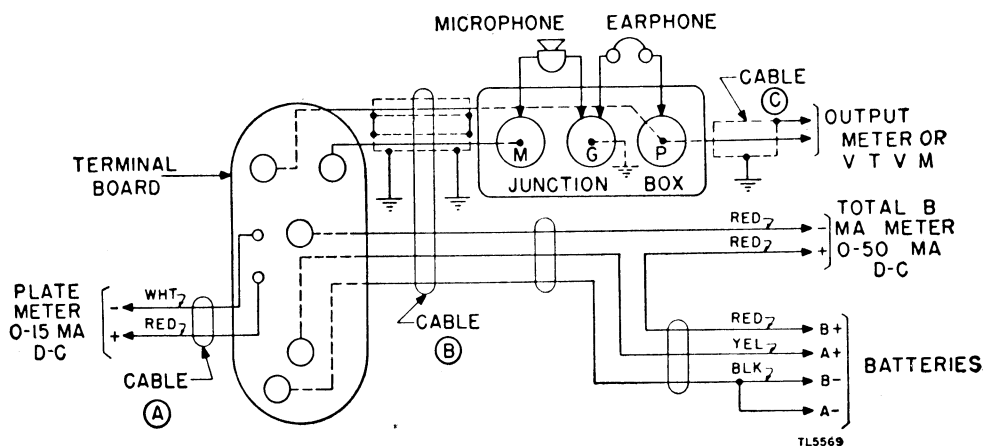 MICROPHONE
EARPHONE
CABLE
C
OUTPUT
METER OR
V T V M
TERMINAL
BOARD
M
G
P
JUNCTION BOX
RED
RED
-
+
TOTAL B
MA METER
0-50 MA
D-C
PLATE
METER
0-15 MA
D-C
-
+
WHT
RED
CABLE
A
CABLE
B
RED
YEL
BLK
B+
A+
B-
A-
BATTERIES
TL5569